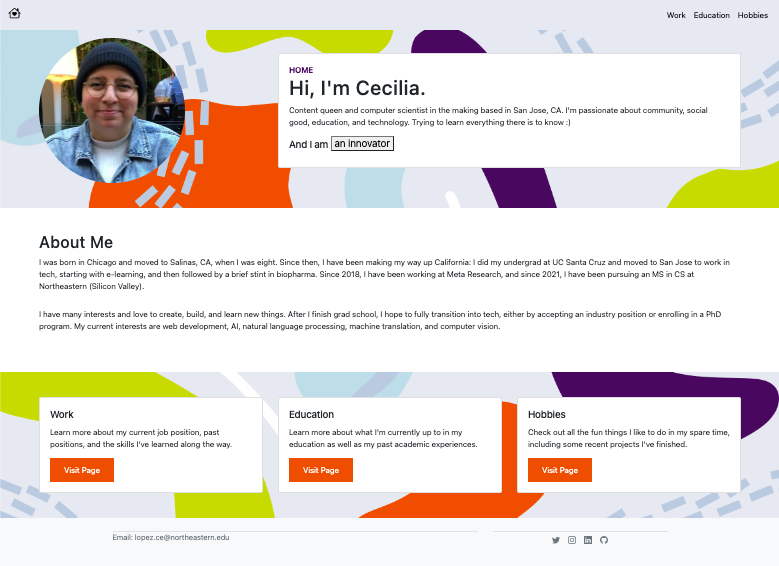 Work Education Hobbies
HOME
Hi, I'm Cecilia.
Content queen and computer scientist in the making based in San Jose, CA. I'm passionate about community, social
good, education, and technology. Trying to learn everything there is to know :)
And I am an innovator
About Me
I was born in Chicago and moved to Salinas, CA, when I was eight. Since then, I have been making my way up California: I did my undergrad at UC Santa Cruz and moved to San Jose to work in
tech, starting with e-learning, and then followed by a brief stint in biopharma. Since 2018, I have been working at Meta Research, and since 2021, I have been pursuing an MS in CS at
Northeastern (Silicon Valley).
I have many interests and love to create, build, and learn new things. After I finish grad school, I hope to fully transition into tech, either by accepting an industry position or enrolling in a PhD
program. My current interests are web development, AI, natural language processing, machine translation, and computer vision.
Work
Learn more about my current job position, past
positions, and the skills I've learned along the way.
Visit Page
Education
Learn more about what I'm currently up to in my
education as well as my past academic experiences.
Visit Page
Hobbies
Check out all the fun things I like to do in my spare time,
including some recent projects I've finished.
Visit Page
Email: lopez.ce@northeastern.edu